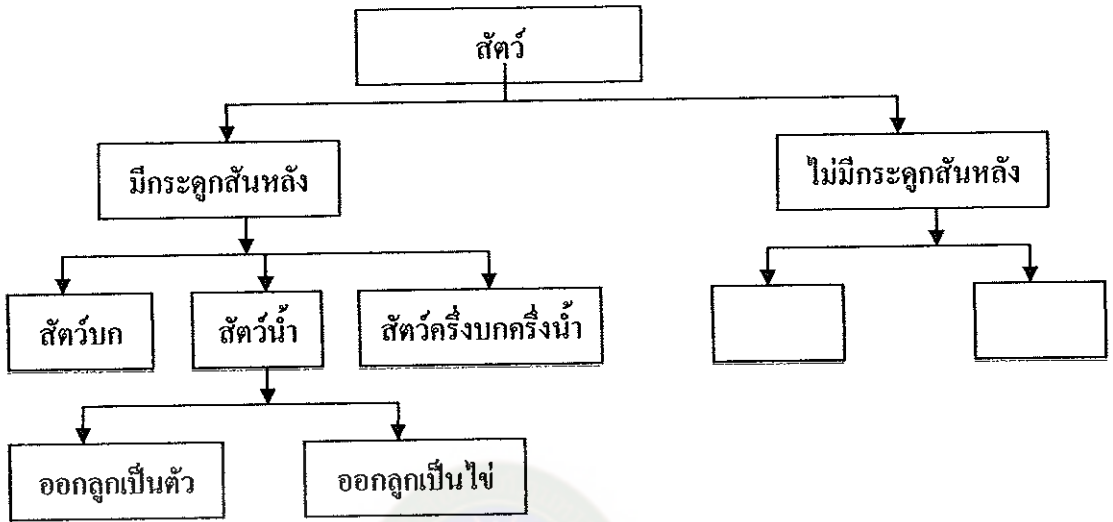 สัตว์
มีกระดูกสันหลัง
ไม่มีกระดูกสันหลัง
สัตว์บก
สัตว์น้ำ
สัตว์ครึ่งบกครึ่งน้ำ
ออกลูกเป็นตัว
ออกลูกเป็นไข่